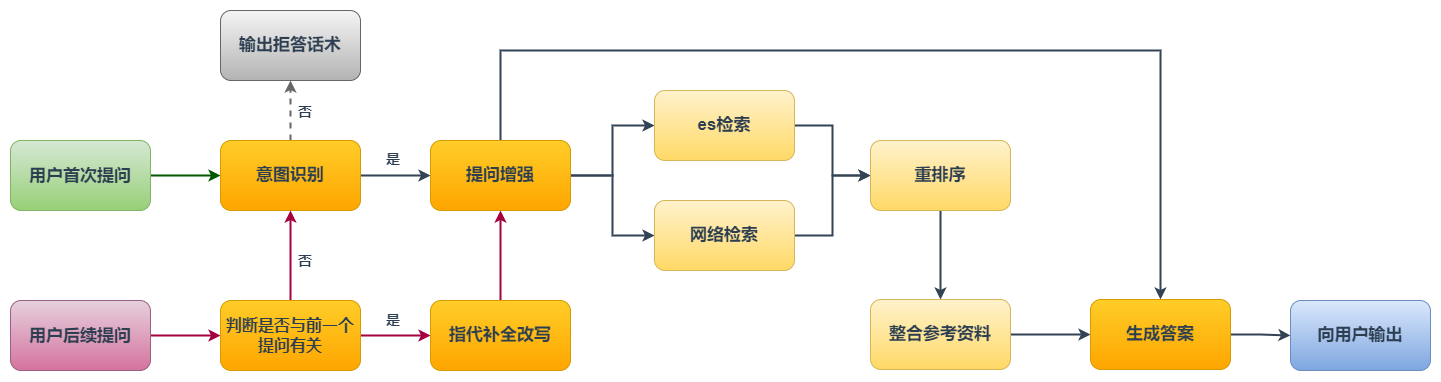 输出拒答话术
否
es检索
用户首次提问
意图识别
是
提问增强
重排序
网络检索
否
用户后续提问
判断是否与前一个
提问有关
是
指代补全改写
整合参考资料
生成答案
向用户输出